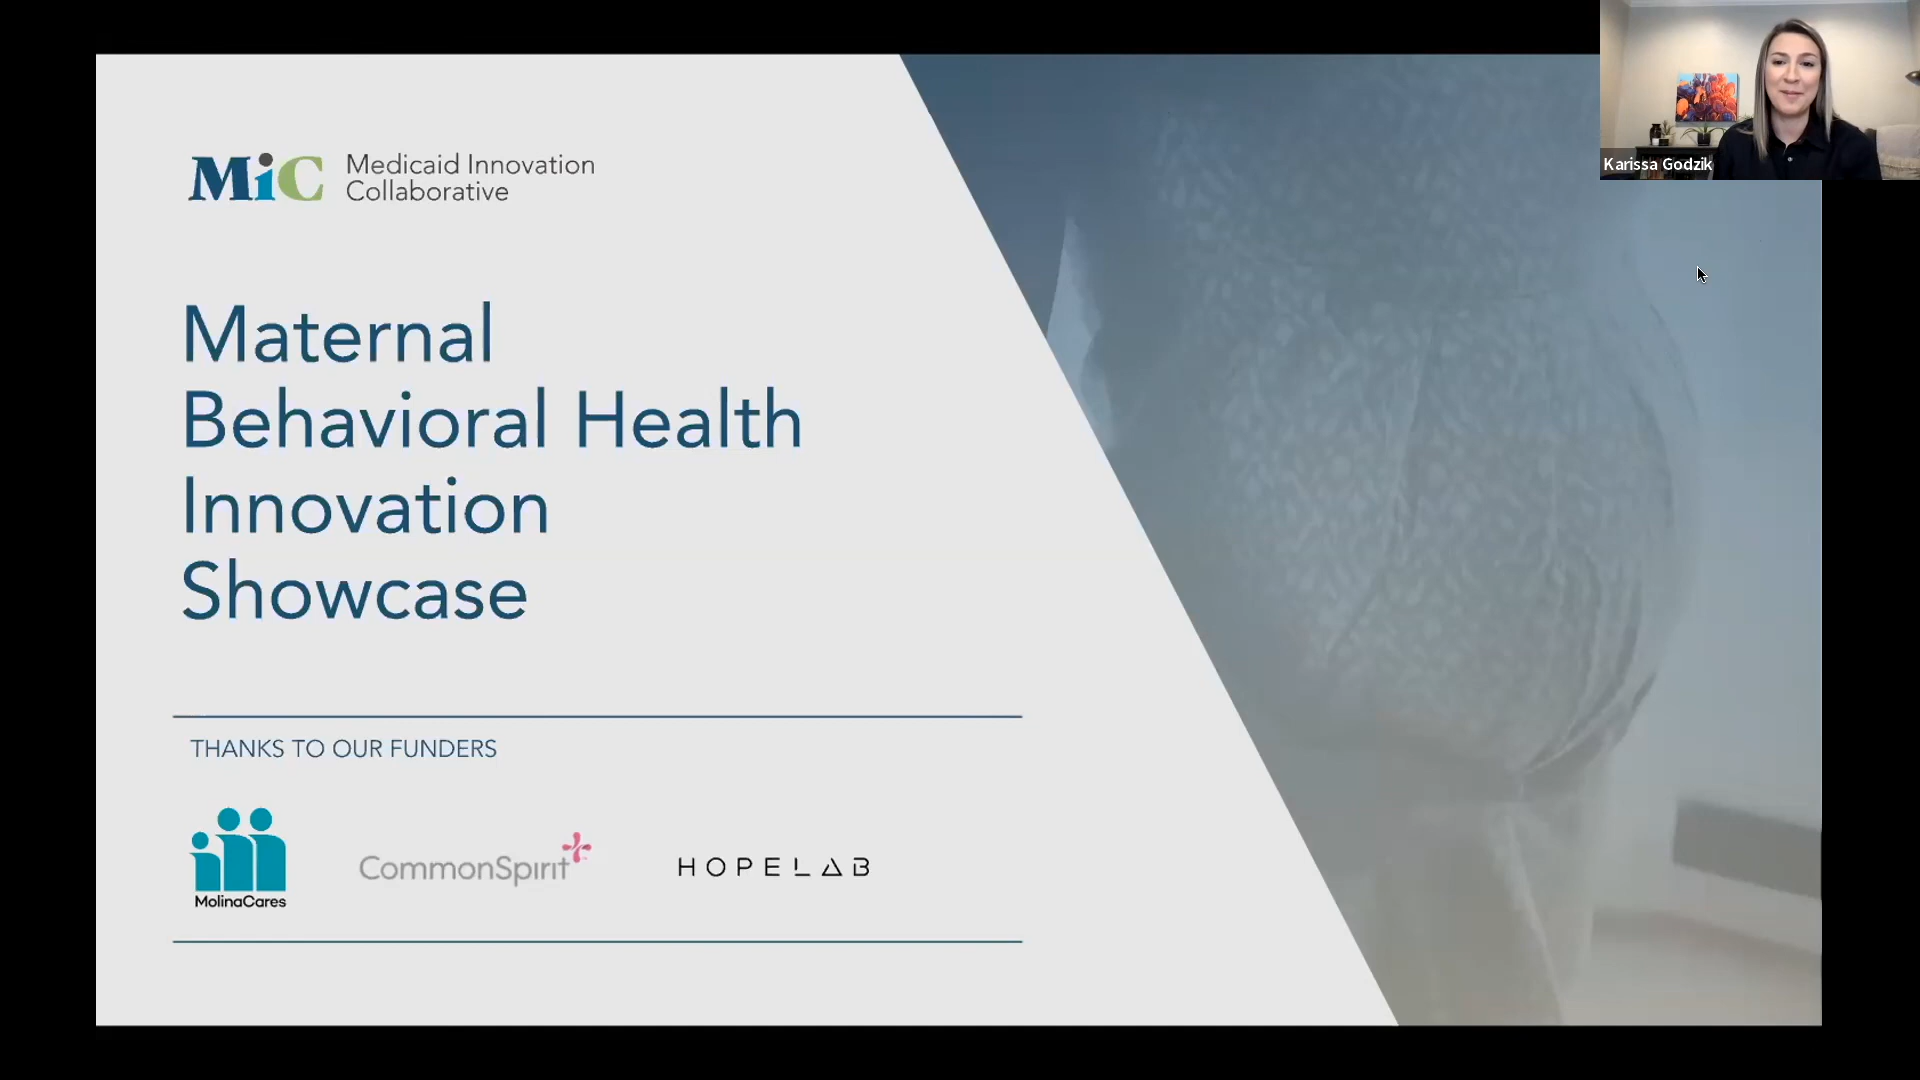 Karissa Godzik
MiC
Medicaid Innovation
Collaborative
Maternal
Behavioral Health
Innovation
Showcase
THANKS TO OUR FUNDERS
MolinaCares
CommonSpirit
HOPELAB